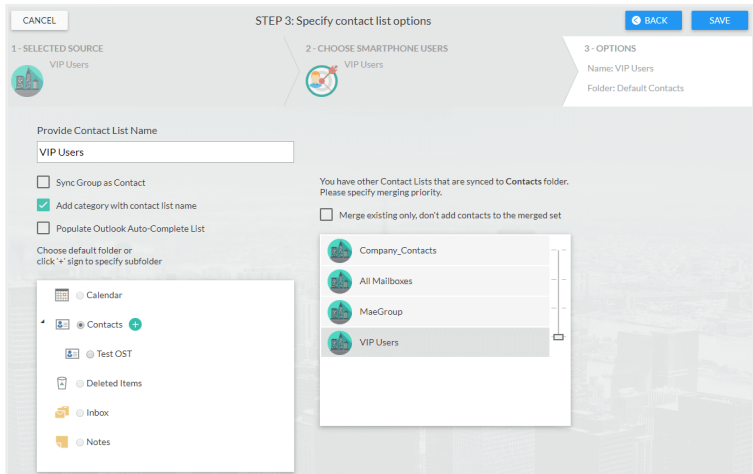 CANCEL
STEP 3: Specify contact list options
BACK
SAVE
1 - SELECTED SOURCE
VIP Users
2 - CHOOSE SMARTPHONE USERS
VIP Users
3 - OPTIONS
Name: VIP Users
Folder: Default Contacts
Provide Contact List Name
VIP Users
Sync Group as Contact
Add category with contact list name
Populate Outlook Auto-Complete List
Choose default folder or
click '+' sign to specify subfolder
Calendar
Contacts
Test OST
Deleted Items
Inbox
Notes
You have other Contact Lists that are synced to Contacts folder.
Please specify merging priority.
Merge existing only, don't add contacts to the merged set
Company_Contacts
All Mailboxes
MaeGroup
VIP Users